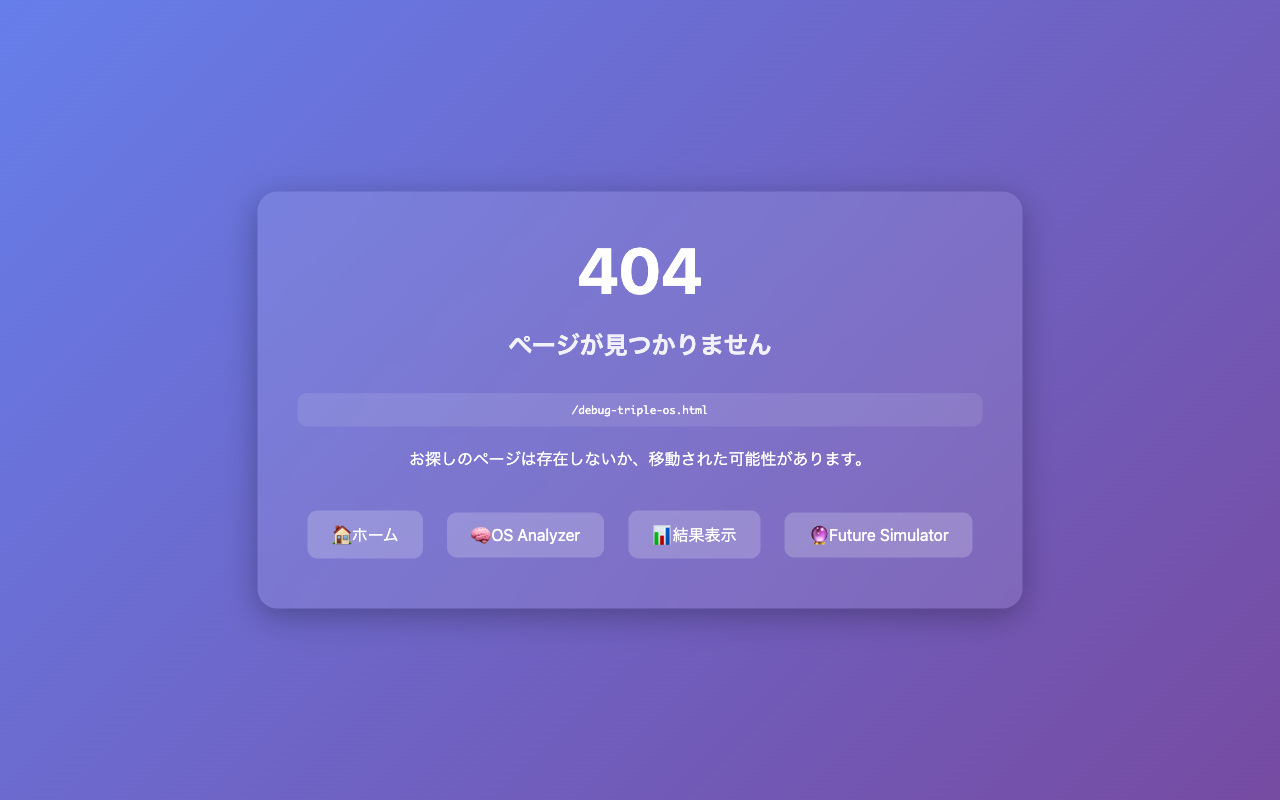 404
ページが見つかりません
/debug-triple-os.html
お探しのページは存在しないか、移動された可能性があります。
🏠ホーム
🧠OS Analyzer
📊結果表示
🔮Future Simulator